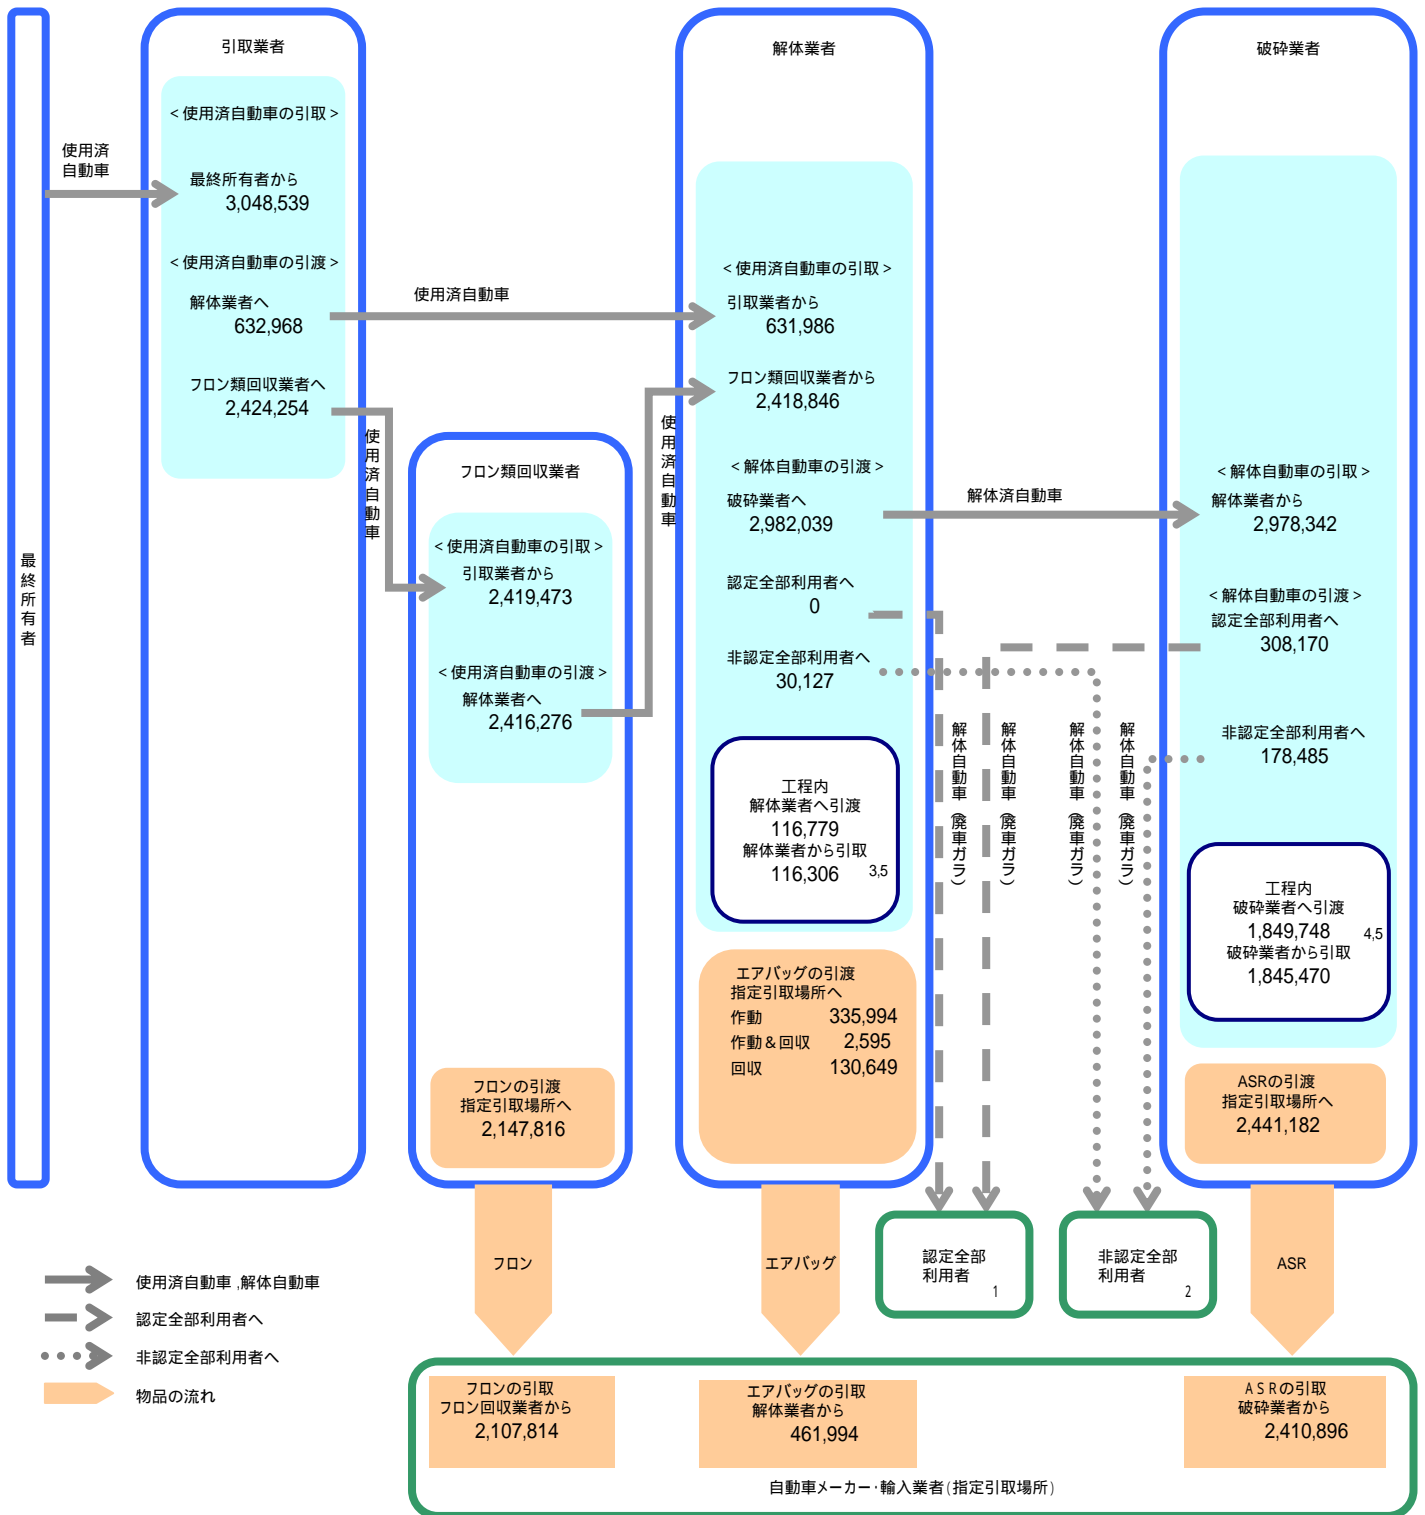 最終所有者
使用済
自動車
引取業者
<使用済自動車の引取>
最終所有者から
3,048,539
<使用済自動車の引渡>
解体業者へ
632,968
フロン類回収業者へ
2,424,254
使用済自動車
使用済自動車
フロン類回収業者
<使用済自動車の引取>
引取業者から
2,419,473
<使用済自動車の引渡>
解体業者へ
2,416,276
フロンの引渡
指定引取場所へ
2,147,816
使用済自動車
解体業者
<使用済自動車の引取>
引取業者から
631,986
フロン類回収業者から
2,418,846
<解体自動車の引渡>
破砕業者へ
2,982,039
認定全部利用者へ
0
非認定全部利用者へ
30,127
工程内
解体業者へ引渡
116,779
解体業者から引取
116,306 3,5
エアバッグの引渡
指定引取場所へ
作動 335,994
作動&回収 2,595
回収 130,649
解体済自動車
解体自動車(廃車ガラ)
解体自動車(廃車ガラ)
解体自動車(廃車ガラ)
解体自動車(廃車ガラ)
破砕業者
<解体自動車の引取>
解体業者から
2,978,342
<解体自動車の引渡>
認定全部利用者へ
308,170
非認定全部利用者へ
178,485
工程内
破砕業者へ引渡
1,849,748 4,5
破砕業者から引取
1,845,470
ASRの引渡
指定引取場所へ
2,441,182
フロン
エアバッグ
認定全部
利用者
1
非認定全部
利用者
2
ASR
使用済自動車,解体自動車
認定全部利用者へ
非認定全部利用者へ
物品の流れ
フロンの引取
フロン回収業者から
2,107,814
エアバッグの引取
解体業者から
461,994
ASRの引取
破砕業者から
2,410,896
自動車メーカー・輸入業者(指定引取場所)